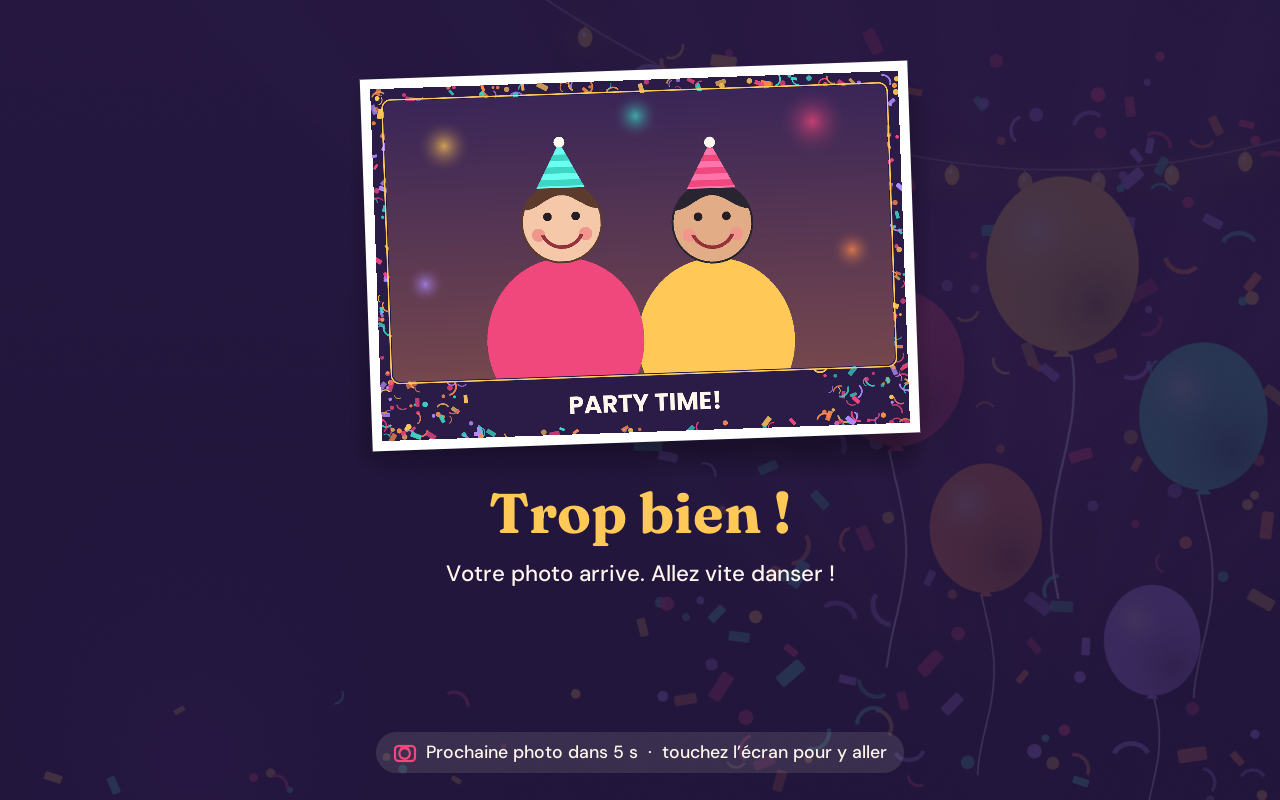 PARTY TIME!
Trop bien !
Votre photo arrive. Allez vite danser !
Prochaine photo dans 5 s · touchez l’écran pour y aller